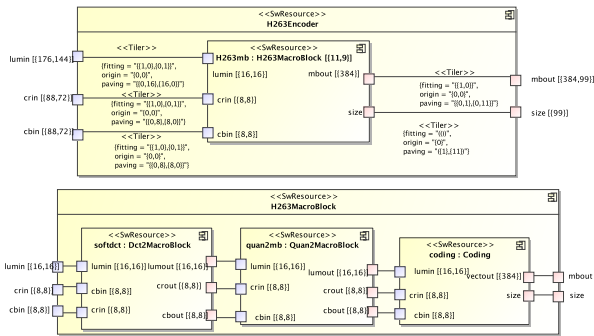 <<SwResource>>
H263Encoder
<<Tiler>>
<<SwResource>>
H263mb : H263MacroBlock [{11,9}]
lumin [{176,144}]
{fitting = "{{1,0},{0,1}}",
origin = "{0,0}",
paving = "{{0,16},{16,0}}"}
lumin [{16,16}]
mbout [{384}]
<<Tiler>>
mbout [{384,99}]
{fitting = "{{1,0}}",
origin = "{0,0}",
paving = "{{0,1},{0,11}}"}
crin [{88,72}]
<<Tiler>>
{fitting = "{{1,0},{0,1}}",
origin = "{0,0}",
paving = "{{0,8},{8,0}}"}
crin [{8,8}]
size
size [{99}]
<<Tiler>>
{fitting = "{{}}",
origin = "{0}",
paving = "{{1},{11}}"}
cbin [{88,72}]
<<Tiler>>
{fitting = "{{1,0},{0,1}}",
origin = "{0,0}",
paving = "{{0,8},{8,0}}"}
cbin [{8,8}]
<<SwResource>>
H263MacroBlock
<<SwResource>>
softdct : Dct2MacroBlock
<<SwResource>>
quan2mb : Quan2MacroBlock
<<SwResource>>
coding : Coding
lumin [{16,16}]
lumin [{16,16}]
lumout [{16,16}]
lumin [{16,16}]
lumout [{16,16}]
lumin [{16,16}]
vectout [{384}]
mbout
crin [{8,8}]
cbin [{8,8}]
crout [{8,8}]
crin [{8,8}]
crout [{8,8}]
crin [{8,8}]
size
size
cbin [{8,8}]
crin [{8,8}]
cbout [{8,8}]
cbin [{8,8}]
cbout [{8,8}]
cbin [{8,8}]